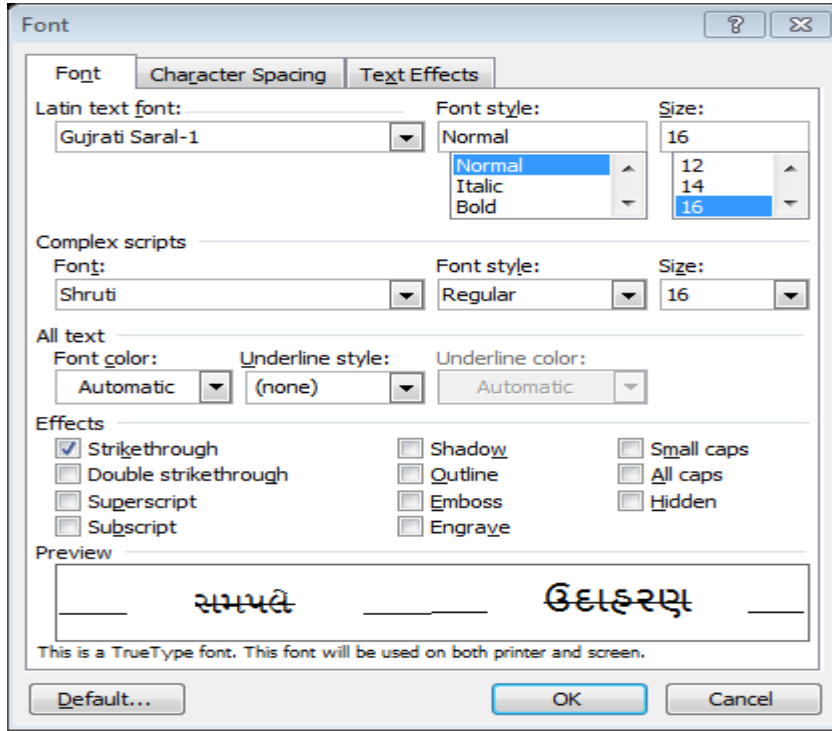 Font
Font Character Spacing Text Effects
Latin text font: Font style: Size:
Gujrati Saral-1 Normal 16
Normal 12
Italic 14
Bold 16
Complex scripts
Font: Font style: Size:
Shruti Regular 16
All text
Font color: Underline style: Underline color:
Automatic (none) Automatic
Effects
Strikethrough Shadow Small caps
Double strikethrough Outline All caps
Superscript Emboss Hidden
Subscript Engrave
Preview
સમપલે ઉદાહરણ
This is a TrueType font. This font will be used on both printer and screen.
Default... OK Cancel